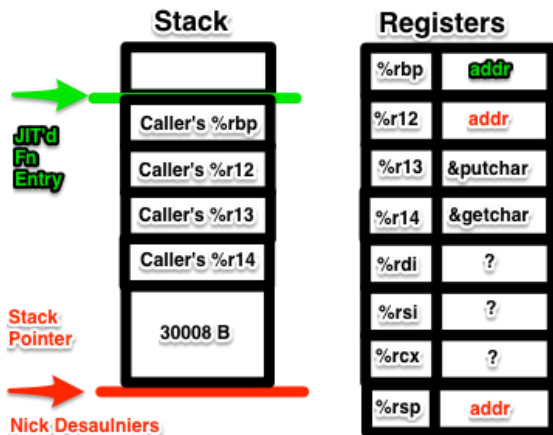 Stack
Registers
JIT'd
Fn
Entry
Caller's %rbp
Caller's %r12
Caller's %r13
Caller's %r14
30008 B
Stack
Pointer
Nick Desaulniers
%rbp addr
%r12 addr
%r13 &putchar
%r14 &getchar
%rdi ?
%rsi ?
%rcx ?
%rsp addr